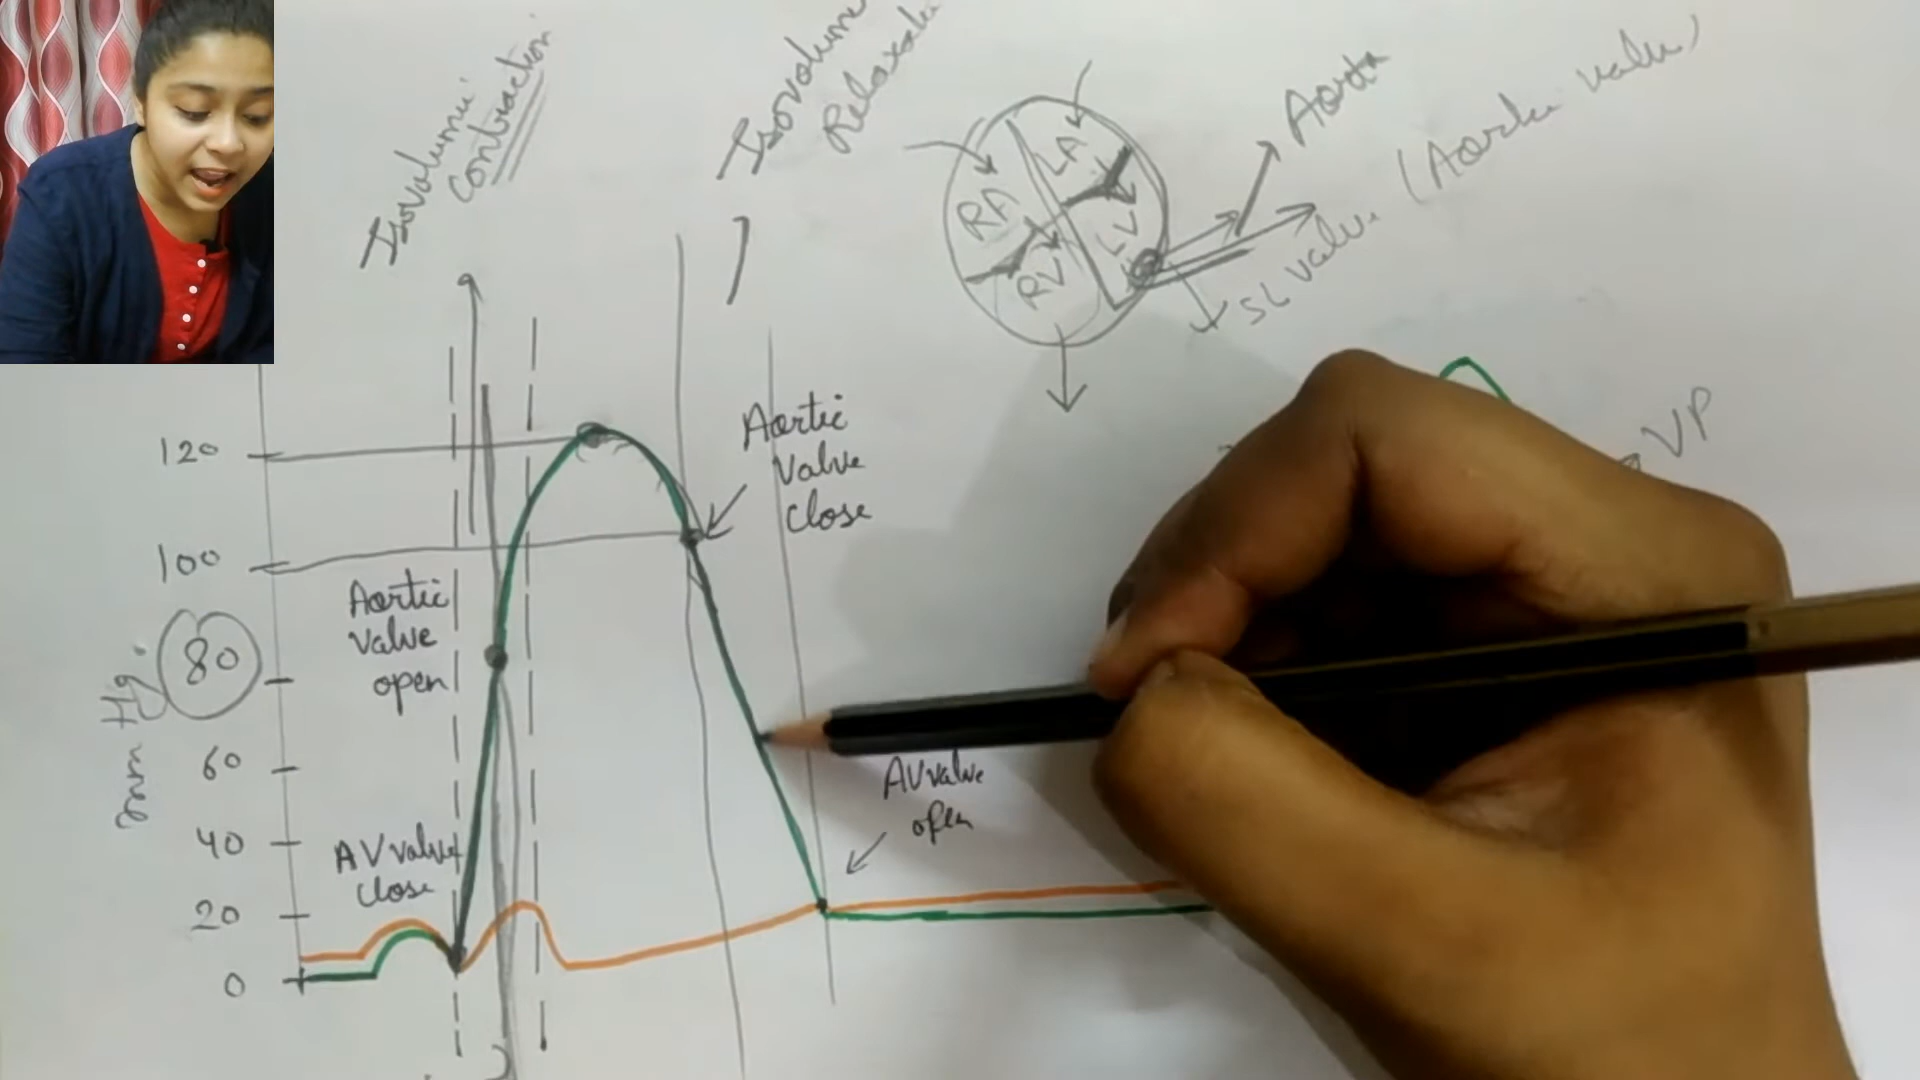 Isovolumic
contraction
Isovolumic
Relaxati
RA
LA
RV
LV
Aorta
SL valve (Aortic valve)
VP
mm Hg.
120
100
80
60
40
20
0
Aortic
valve
close
Aortic
valve
open
AV valve
close
AV valve
open